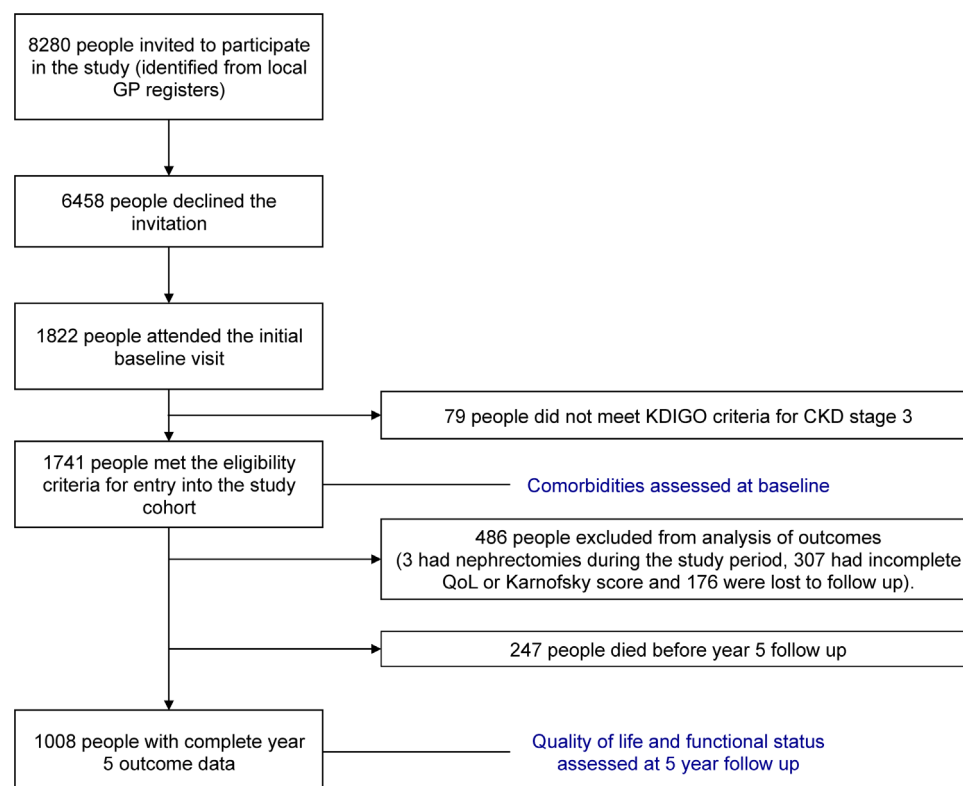 8280 people invited to participate
in the study (identified from local
GP registers)
6458 people declined the
invitation
1822 people attended the initial
baseline visit
79 people did not meet KDIGO criteria for CKD stage 3
1741 people met the eligibility
criteria for entry into the study
cohort
Comorbidities assessed at baseline
486 people excluded from analysis of outcomes
(3 had nephrectomies during the study period, 307 had incomplete
QoL or Karnofsky score and 176 were lost to follow up).
247 people died before year 5 follow up
1008 people with complete year
5 outcome data
Quality of life and functional status
assessed at 5 year follow up